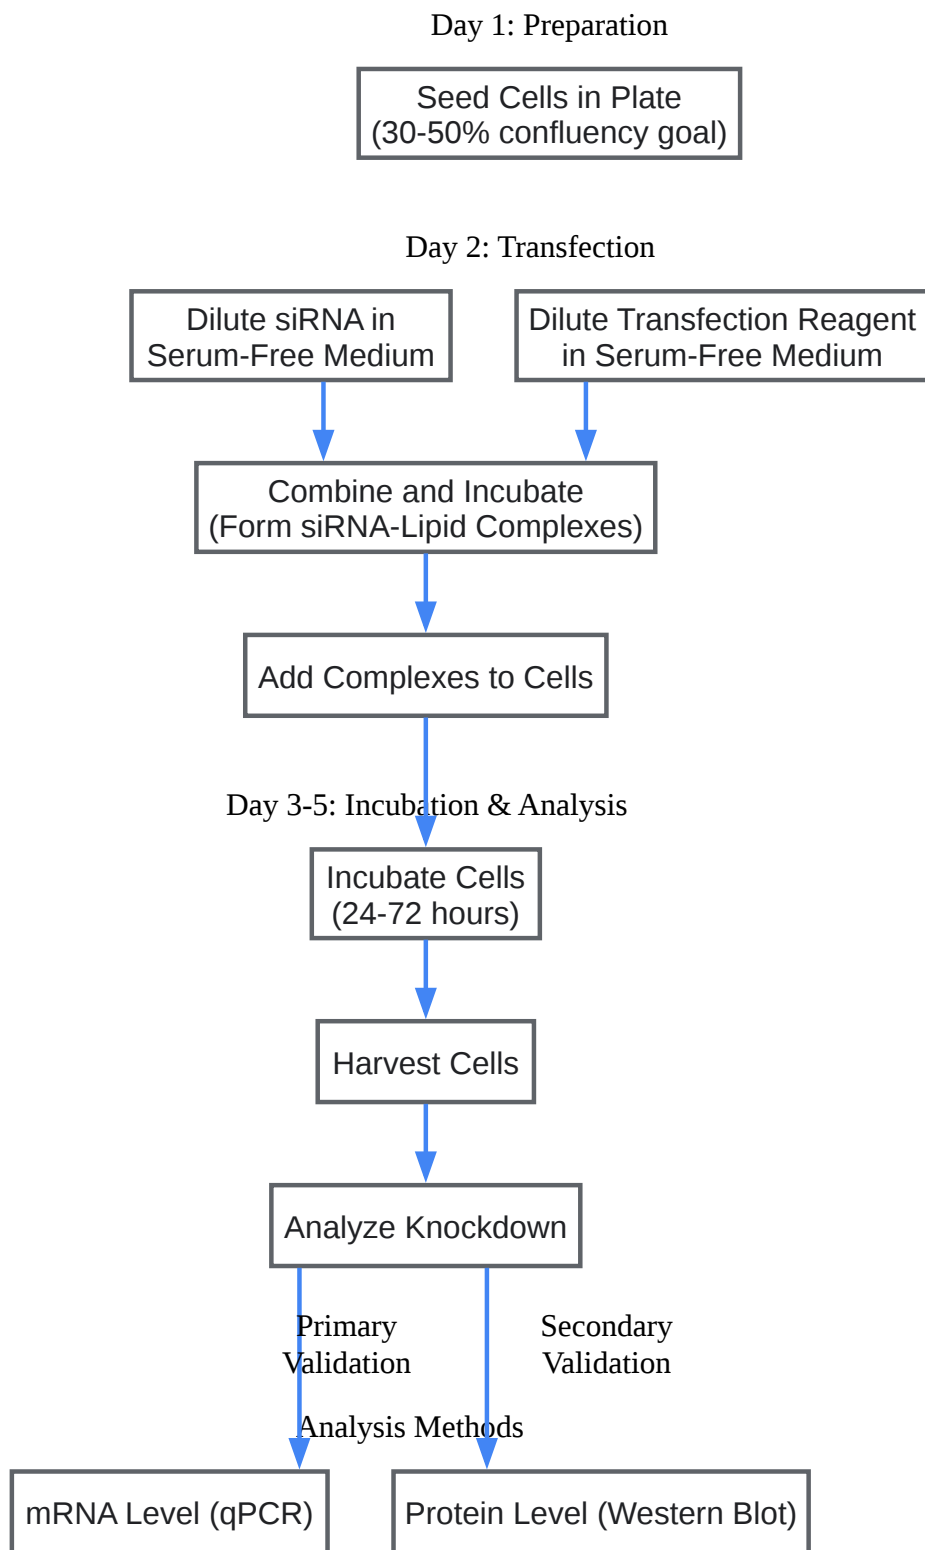 Day 1: Preparation
Seed Cells in Plate
(30-50% confluency goal)
Day 2: Transfection
Dilute siRNA in
Serum-Free Medium
Dilute Transfection Reagent
in Serum-Free Medium
Combine and Incubate
(Form siRNA-Lipid Complexes)
Add Complexes to Cells
Day 3-5: Incubation & Analysis
Incubate Cells
(24-72 hours)
Harvest Cells
Analyze Knockdown
Primary
Validation
Secondary
Validation
Analysis Methods
mRNA Level (qPCR)
Protein Level (Western Blot)